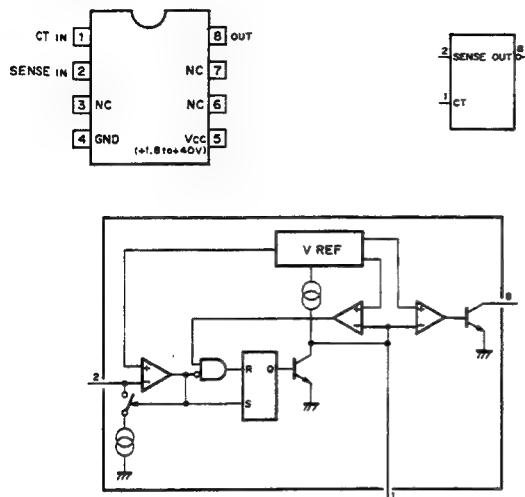 CT IN 1
8 OUT
SENSE IN 2
NC 7
3 NC
NC 6
4 GND
Vcc 5
(+1.8 to +40V)
2 SENSE OUT 8
1 CT
V REF
8
+
-
+
-
+
-
2
+
-
R Q
S
1